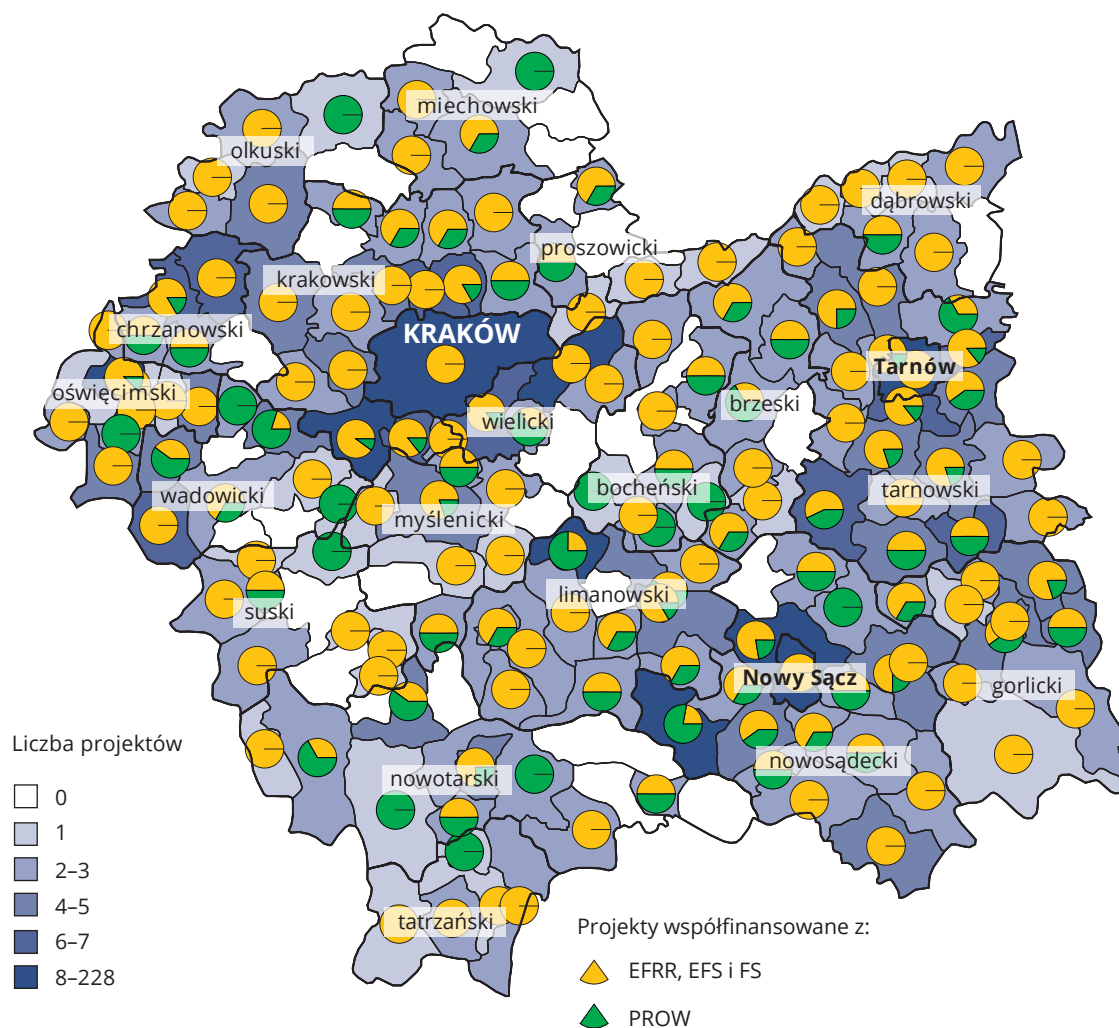 miechowski
olkuski
dąbrowski
proszowicki
krakowski
chrzanowski
KRAKÓW
Tarnów
oświęcimski
brzeski
wielicki
wadowicki
bocheński
tarnowski
myślenicki
limanowski
suski
Nowy Sącz
gorlicki
nowotarski
nowosądecki
tatrzański
Liczba projektów
0
1
2–3
4–5
6–7
8–228
Projekty współfinansowane z:
EFRR, EFS i FS
PROW